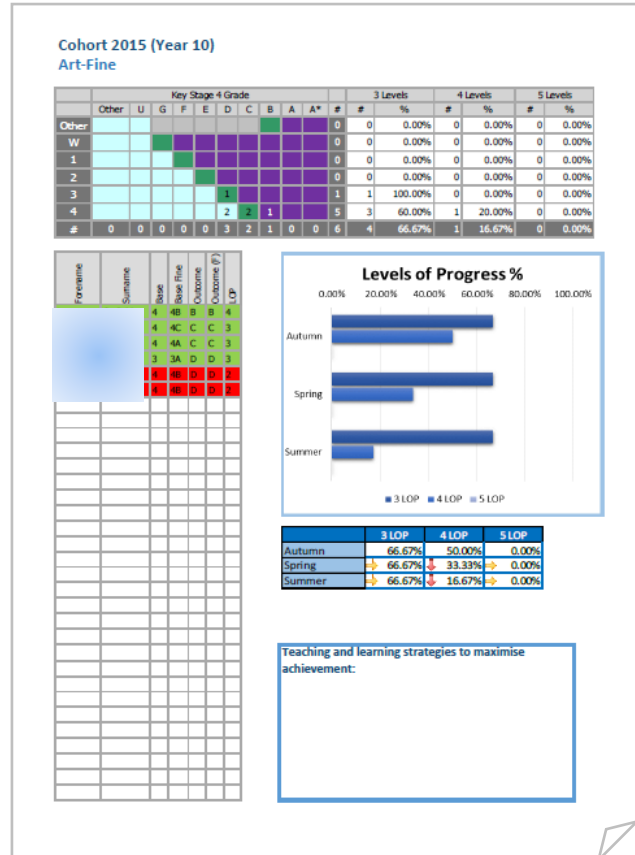 Cohort 2015 (Year 10)
Art-Fine
Key Stage 4 Grade 3 Levels 4 Levels 5 Levels
Other U G F E D C B A A* # # % # % # %
Other 0 0 0.00% 0 0.00% 0 0.00%
W 0 0 0.00% 0 0.00% 0 0.00%
1 0 0 0.00% 0 0.00% 0 0.00%
2 0 0 0.00% 0 0.00% 0 0.00%
3 1 1 1 100.00% 0 0.00% 0 0.00%
4 2 2 1 5 3 60.00% 1 20.00% 0 0.00%
# 0 0 0 0 0 3 2 1 0 0 6 4 66.67% 1 16.67% 0 0.00%
Forename Surname Base Base Fine Outcome Outcome (F) LOP
4 4B B B 4
4 4C C C 3
4 4A C C 3
3 3A D D 3
4 4B D D 2
4 4B D D 2
Levels of Progress %
0.00% 20.00% 40.00% 60.00% 80.00% 100.00%
Autumn
Spring
Summer
3 LOP 4 LOP 5 LOP
3 LOP 4 LOP 5 LOP
Autumn 66.67% 50.00% 0.00%
Spring 66.67% 33.33% 0.00%
Summer 66.67% 16.67% 0.00%
Teaching and learning strategies to maximise
achievement: